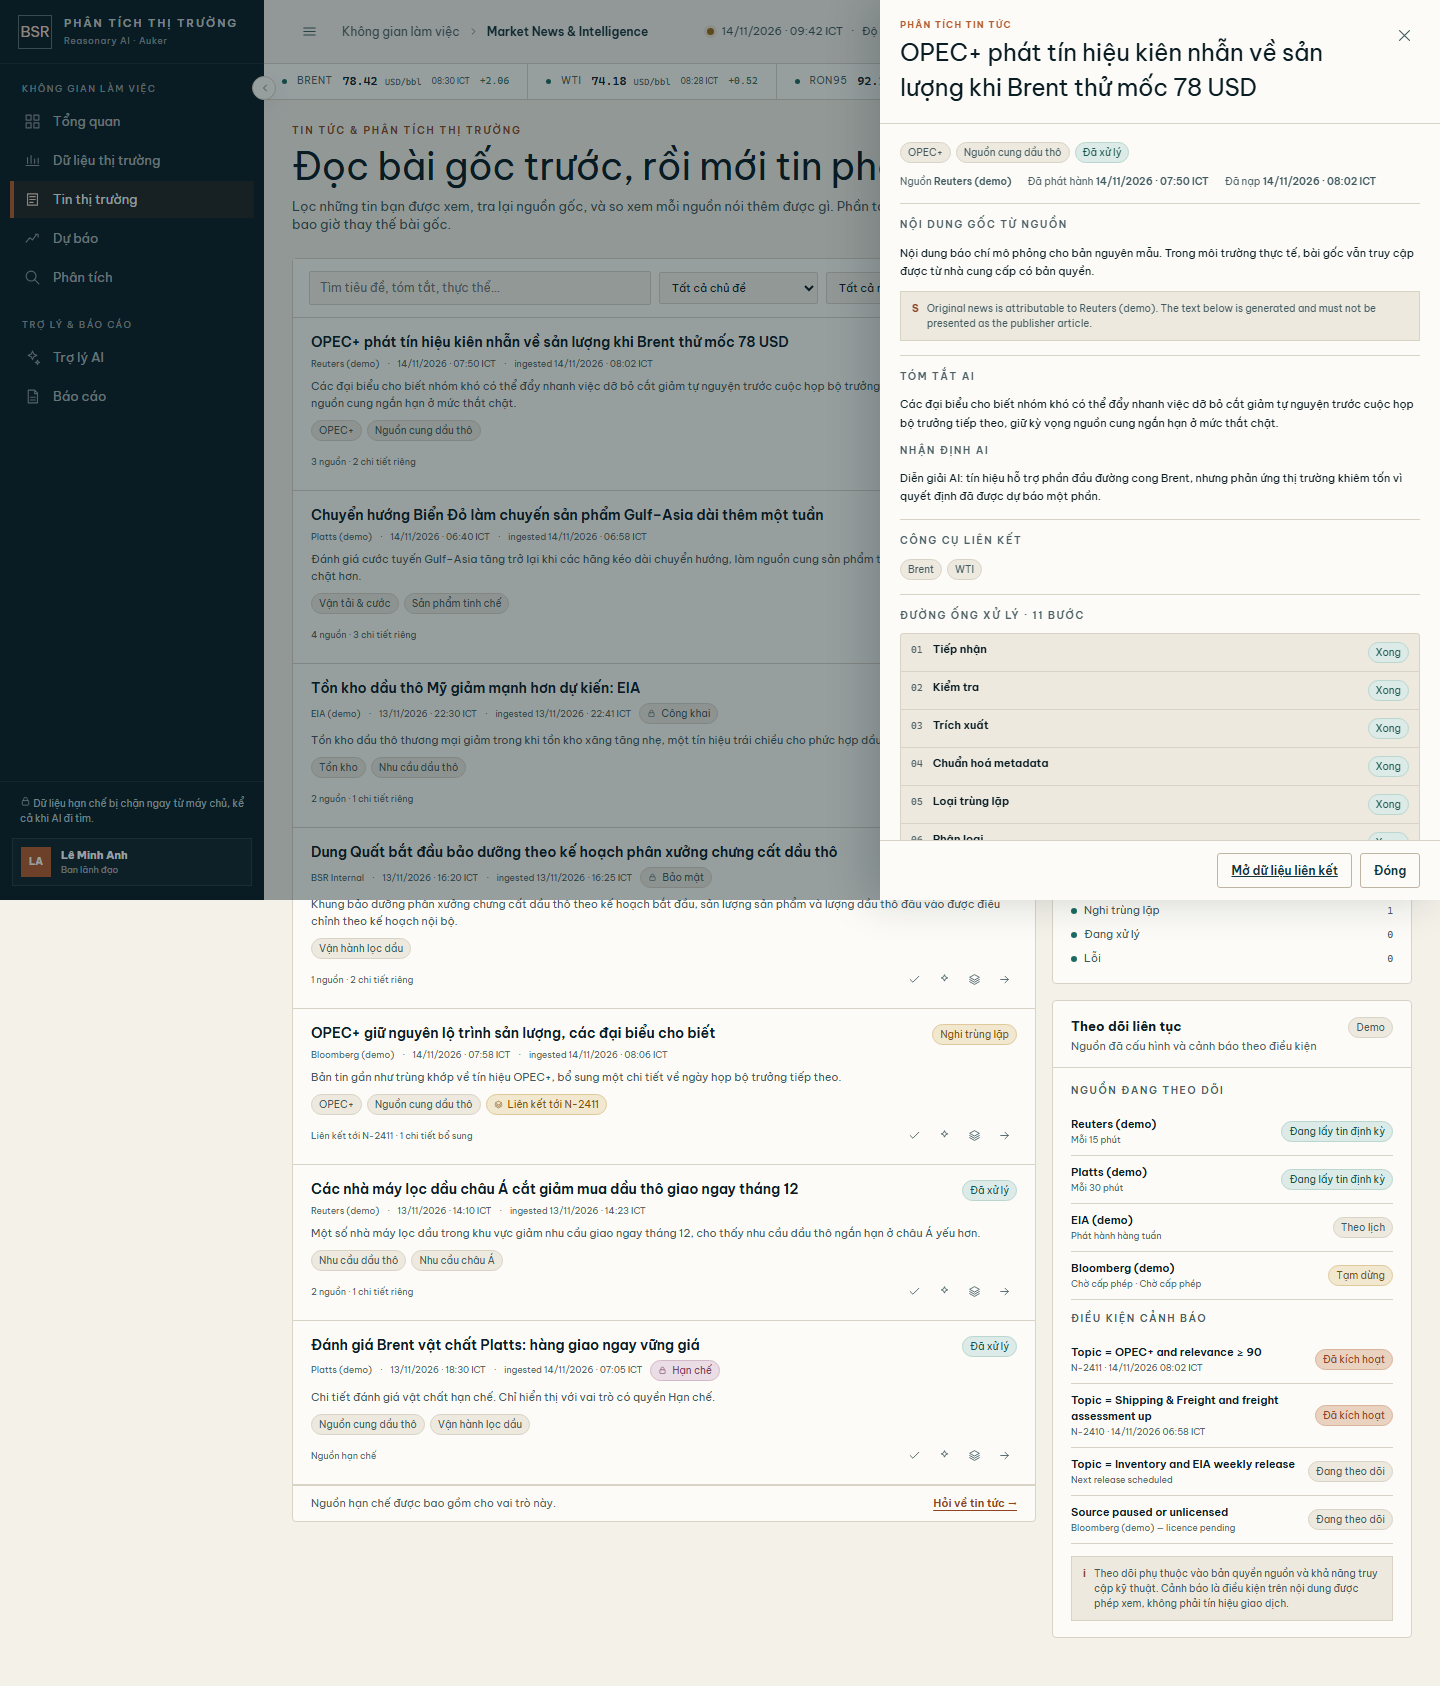 BSR
PHÂN TÍCH THỊ TRƯỜNG
Reasonary AI · Auker
KHÔNG GIAN LÀM VIỆC
Tổng quan
Dữ liệu thị trường
Tin thị trường
Dự báo
Phân tích
TRỢ LÝ & BÁO CÁO
Trợ lý AI
Báo cáo
Dữ liệu hạn chế bị chặn ngay từ máy chủ, kể
cả khi AI đi tìm.
LA
Lê Minh Anh
Ban lãnh đạo
Không gian làm việc > Market News & Intelligence
14/11/2026 · 09:42 ICT · Độ
BRENT 78.42 USD/bbl 08:30 ICT +2.06
WTI 74.18 USD/bbl 08:28 ICT +0.52
RON95 92.
TIN TỨC & PHÂN TÍCH THỊ TRƯỜNG
Đọc bài gốc trước, rồi mới tin ph
Lọc những tin bạn được xem, tra lại nguồn gốc, và so xem mỗi nguồn nói thêm được gì. Phần t
bao giờ thay thế bài gốc.
Tìm tiêu đề, tóm tắt, thực thể...
Tất cả chủ đề
Tất cả
OPEC+ phát tín hiệu kiên nhẫn về sản lượng khi Brent thử mốc 78 USD
Reuters (demo) · 14/11/2026 · 07:50 ICT · ingested 14/11/2026 · 08:02 ICT
Các đại biểu cho biết nhóm khó có thể đẩy nhanh việc dỡ bỏ cắt giảm tự nguyện trước cuộc họp bộ trưởng
nguồn cung ngắn hạn ở mức thắt chặt.
OPEC+
Nguồn cung dầu thô
3 nguồn · 2 chi tiết riêng
Chuyển hướng Biển Đỏ làm chuyến sản phẩm Gulf–Asia dài thêm một tuần
Platts (demo) · 14/11/2026 · 06:40 ICT · ingested 14/11/2026 · 06:58 ICT
Đánh giá cước tuyến Gulf–Asia tăng trở lại khi các hãng kéo dài chuyển hướng, làm nguồn cung sản phẩm t
chặt hơn.
Vận tải & cước
Sản phẩm tinh chế
4 nguồn · 3 chi tiết riêng
Tồn kho dầu thô Mỹ giảm mạnh hơn dự kiến: EIA
EIA (demo) · 13/11/2026 · 22:30 ICT · ingested 13/11/2026 · 22:41 ICT
Công khai
Tồn kho dầu thô thương mại giảm trong khi tồn kho xăng tăng nhẹ, một tín hiệu trái chiều cho phức hợp dầu
Tồn kho
Nhu cầu dầu thô
2 nguồn · 1 chi tiết riêng
Dung Quất bắt đầu bảo dưỡng theo kế hoạch phân xưởng chưng cất dầu thô
BSR Internal · 13/11/2026 · 16:20 ICT · ingested 13/11/2026 · 16:25 ICT
Bảo mật
Khung bảo dưỡng phân xưởng chưng cất dầu thô theo kế hoạch bắt đầu, sản lượng sản phẩm và lượng dầu thô đầu vào được điều
chỉnh theo kế hoạch nội bộ.
Vận hành lọc dầu
1 nguồn · 2 chi tiết riêng
OPEC+ giữ nguyên lộ trình sản lượng, các đại biểu cho biết
Nghi trùng lặp
Bloomberg (demo) · 14/11/2026 · 07:58 ICT · ingested 14/11/2026 · 08:06 ICT
Bản tin gần như trùng khớp về tín hiệu OPEC+, bổ sung một chi tiết về ngày họp bộ trưởng tiếp theo.
OPEC+
Nguồn cung dầu thô
Liên kết tới N-2411
Liên kết tới N-2411 · 1 chi tiết bổ sung
Các nhà máy lọc dầu châu Á cắt giảm mua dầu thô giao ngay tháng 12
Đã xử lý
Reuters (demo) · 13/11/2026 · 14:10 ICT · ingested 13/11/2026 · 14:23 ICT
Một số nhà máy lọc dầu trong khu vực giảm nhu cầu giao ngay tháng 12, cho thấy nhu cầu dầu thô ngắn hạn ở châu Á yếu hơn.
Nhu cầu dầu thô
Nhu cầu châu Á
2 nguồn · 1 chi tiết riêng
Đánh giá Brent vật chất Platts: hàng giao ngay vững giá
Đã xử lý
Platts (demo) · 13/11/2026 · 18:30 ICT · ingested 14/11/2026 · 07:05 ICT
Hạn chế
Chi tiết đánh giá vật chất hạn chế. Chỉ hiển thị với vai trò có quyền Hạn chế.
Nguồn cung dầu thô
Vận hành lọc dầu
Nguồn hạn chế
Nguồn hạn chế được bao gồm cho vai trò này.
Hỏi về tin tức →
PHÂN TÍCH TIN TỨC
OPEC+ phát tín hiệu kiên nhẫn về sản
lượng khi Brent thử mốc 78 USD
OPEC+
Nguồn cung dầu thô
Đã xử lý
Nguồn Reuters (demo) Đã phát hành 14/11/2026 · 07:50 ICT Đã nạp 14/11/2026 · 08:02 ICT
NỘI DUNG GỐC TỪ NGUỒN
Nội dung báo chí mô phỏng cho bản nguyên mẫu. Trong môi trường thực tế, bài gốc vẫn truy cập
được từ nhà cung cấp có bản quyền.
S Original news is attributable to Reuters (demo). The text below is generated and must not be
presented as the publisher article.
TÓM TẮT AI
Các đại biểu cho biết nhóm khó có thể đẩy nhanh việc dỡ bỏ cắt giảm tự nguyện trước cuộc họp
bộ trưởng tiếp theo, giữ kỳ vọng nguồn cung ngắn hạn ở mức thắt chặt.
NHẬN ĐỊNH AI
Diễn giải AI: tín hiệu hỗ trợ phần đầu đường cong Brent, nhưng phản ứng thị trường khiêm tốn vì
quyết định đã được dự báo một phần.
CÔNG CỤ LIÊN KẾT
Brent
WTI
ĐƯỜNG ỐNG XỬ LÝ · 11 BƯỚC
01 Tiếp nhận Xong
02 Kiểm tra Xong
03 Trích xuất Xong
04 Chuẩn hoá metadata Xong
05 Loại trùng lặp Xong
06 Phân loại Xong
Mở dữ liệu liên kết
Đóng
Nghi trùng lặp 1
Đang xử lý 0
Lỗi 0
Theo dõi liên tục
Demo
Nguồn đã cấu hình và cảnh báo theo điều kiện
NGUỒN ĐANG THEO DÕI
Reuters (demo)
Mỗi 15 phút
Đang lấy tin định kỳ
Platts (demo)
Mỗi 30 phút
Đang lấy tin định kỳ
EIA (demo)
Phát hành hàng tuần
Theo lịch
Bloomberg (demo)
Chờ cấp phép · Chờ cấp phép
Tạm dừng
ĐIỀU KIỆN CẢNH BÁO
Topic = OPEC+ and relevance ≥ 90
N-2411 · 14/11/2026 08:02 ICT
Đã kích hoạt
Topic = Shipping & Freight and freight
assessment up
N-2410 · 14/11/2026 06:58 ICT
Đã kích hoạt
Topic = Inventory and EIA weekly release
Next release scheduled
Đang theo dõi
Source paused or unlicensed
Bloomberg (demo) — licence pending
Đang theo dõi
i Theo dõi phụ thuộc vào bản quyền nguồn và khả năng truy
cập kỹ thuật. Cảnh báo là điều kiện trên nội dung được
phép xem, không phải tín hiệu giao dịch.